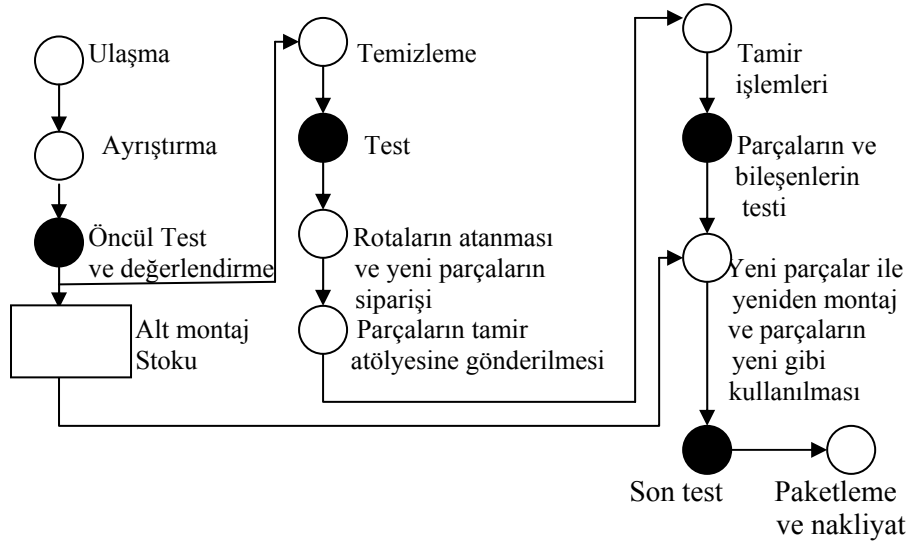 Ulaşma
Ayrıştırma
Öncül Test
ve değerlendirme
Alt montaj
Stoku
Temizleme
Test
Rotaların atanması
ve yeni parçaların
siparişi
Parçaların tamir
atölyesine gönderilmesi
Tamir
işlemleri
Parçaların ve
bileşenlerin
testi
Yeni parçalar ile
yeniden montaj
ve parçaların
yeni gibi
kullanılması
Son test
Paketleme
ve nakliyat